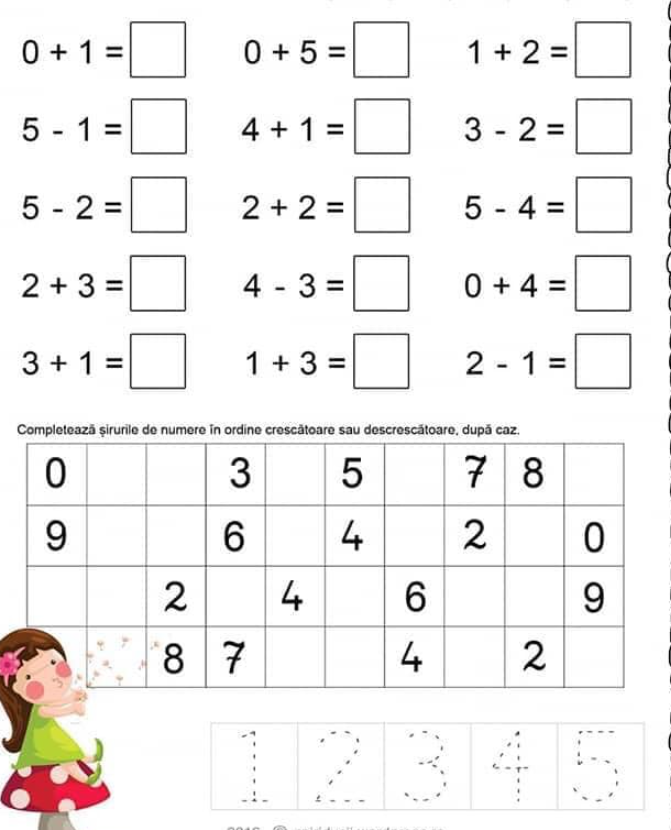 0 + 1 = 0 + 5 = 1 + 2 =
5 - 1 = 4 + 1 = 3 - 2 =
5 - 2 = 2 + 2 = 5 - 4 =
2 + 3 = 4 - 3 = 0 + 4 =
3 + 1 = 1 + 3 = 2 - 1 =
Completează șirurile de numere în ordine crescătoare sau descrescătoare, după caz.
0 3 5 7 8
9 6 4 2 0
2 4 6 9
8 7 4 2
1 2 3 4 5